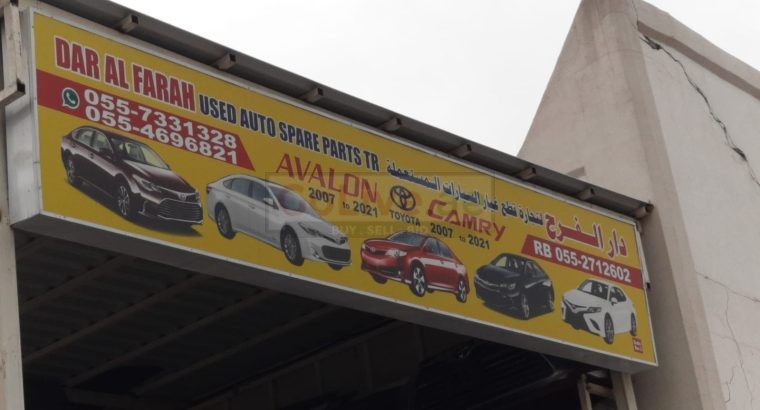 DAR AL FARAH USED AUTO SPARE PARTS TR
دار الفرح لتجارة قطع غيار السيارات المستعملة
055-7331328
055-4696821
AVALON
2007 to 2021
TOYOTA
CAMRY
2007 to 2021
RB 055-2712602